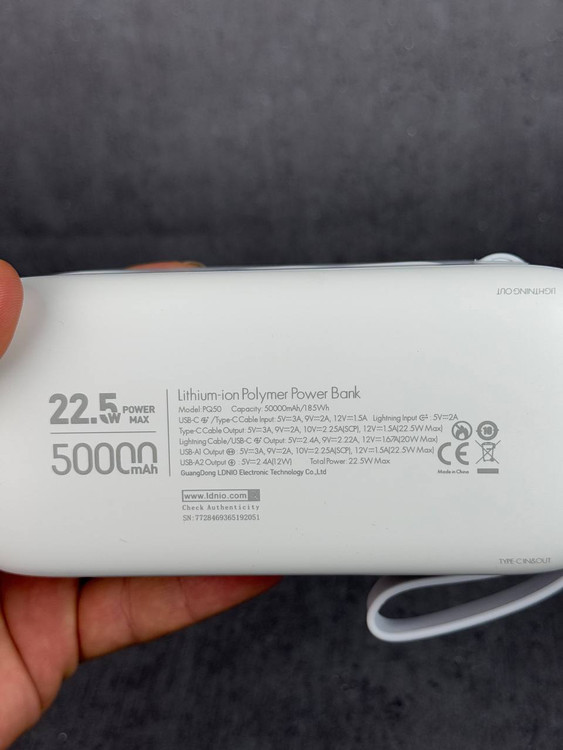 LIGHTNING OUT
22.5W POWER MAX
50000mAh
Lithium-ion Polymer Power Bank
Model PQ50 Capacity: 50000mAh/185Wh
USB-C /Type-C Cable Input: 5V⎓3A, 9V⎓2A, 12V⎓1.5A Lightning Input : 5V⎓2A
Type-C Cable Output: 5V⎓3A, 9V⎓2A, 10V⎓2.25A(SCP), 12V⎓1.5A(22.5W Max)
Lightning Cable/USB-C Output: 5V⎓2.4A, 9V⎓2.22A, 12V⎓1.67A(20W Max)
USB-A1 Output : 5V⎓3A, 9V⎓2A, 10V⎓2.25A(SCP), 12V⎓1.5A(22.5W Max)
USB-A2 Output : 5V⎓2.4A(12W) Total Power: 22.5W Max
GuangDong LDNIO Electronic Technology Co.,Ltd
10
CE
Made in China
www.ldnio.com
Check Authenticity
SN:7728469365192051
TYPE-C IN&OUT